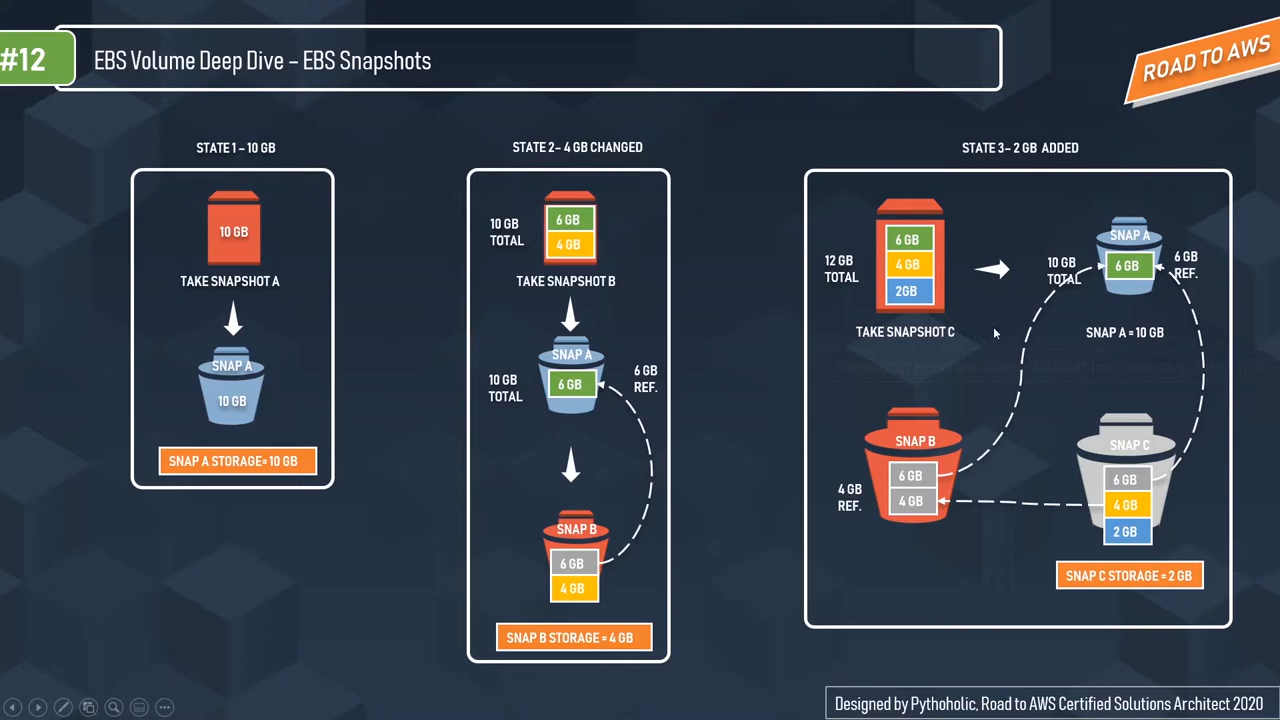 #12
EBS Volume Deep Dive – EBS Snapshots
ROAD TO AWS
STATE 1 – 10 GB
10 GB
TAKE SNAPSHOT A
SNAP A
10 GB
SNAP A STORAGE= 10 GB
STATE 2– 4 GB CHANGED
10 GB
TOTAL
6 GB
4 GB
TAKE SNAPSHOT B
SNAP A
6 GB
10 GB
TOTAL
6 GB
REF.
SNAP B
6 GB
4 GB
SNAP B STORAGE = 4 GB
STATE 3– 2 GB ADDED
12 GB
TOTAL
6 GB
4 GB
2GB
TAKE SNAPSHOT C
10 GB
TOTAL
SNAP A
6 GB
6 GB
REF.
SNAP A = 10 GB
SNAP B
6 GB
4 GB
4 GB
REF.
SNAP C
6 GB
4 GB
2 GB
SNAP C STORAGE = 2 GB
Designed by Pythoholic, Road to AWS Certified Solutions Architect 2020